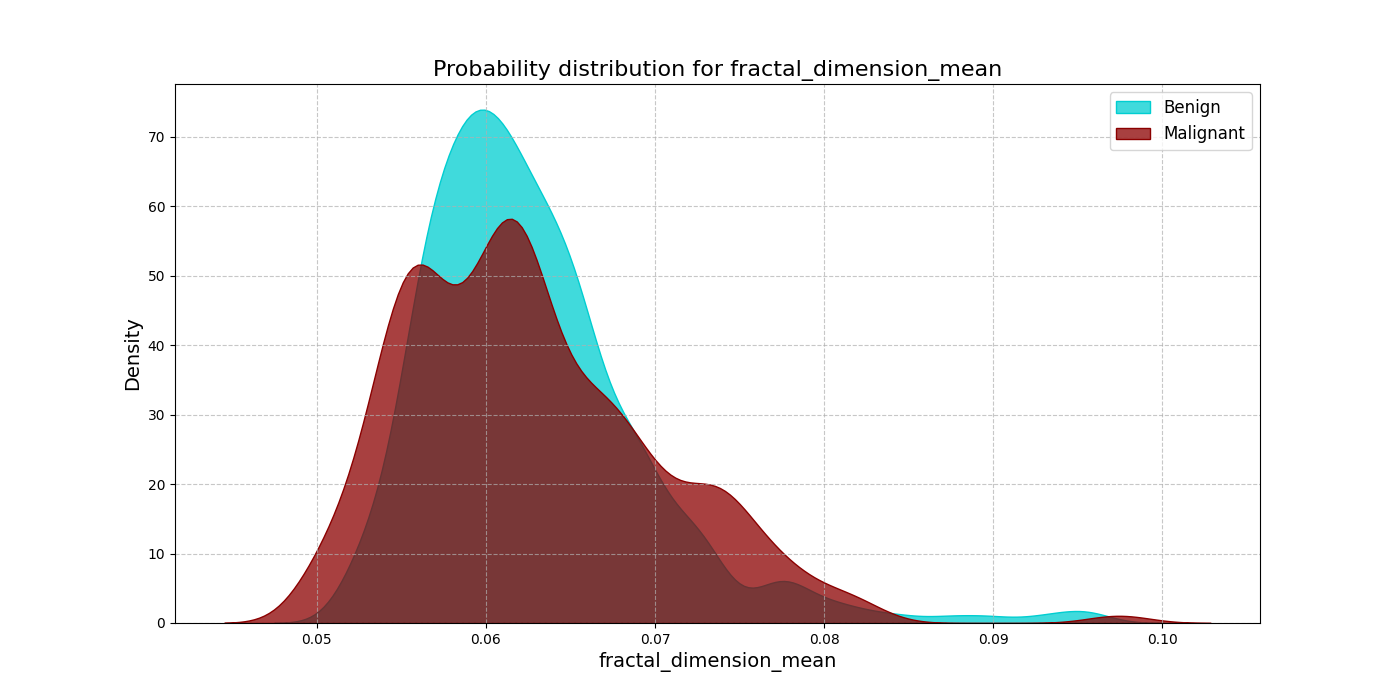 Probability distribution for fractal_dimension_mean
Benign
Malignant
Density
70
60
50
40
30
20
10
0
0.05 0.06 0.07 0.08 0.09 0.10
fractal_dimension_mean